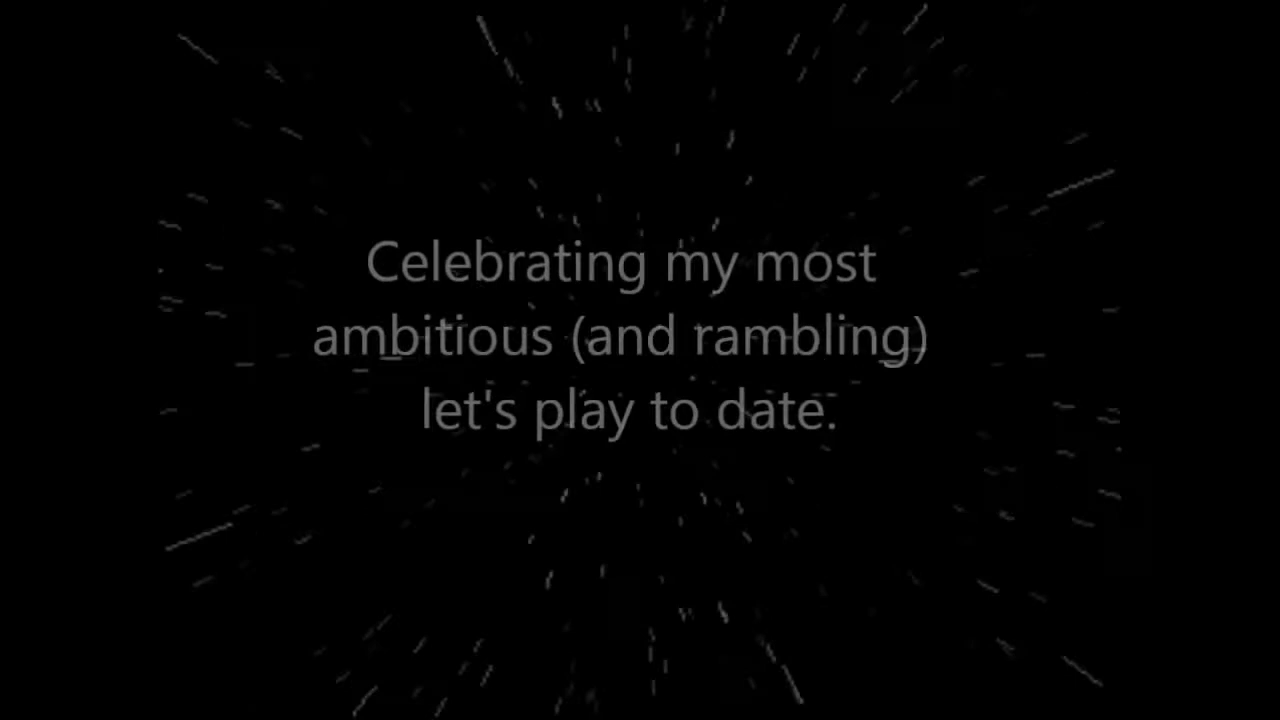 Celebrating my most
ambitious (and rambling)
let's play to date.